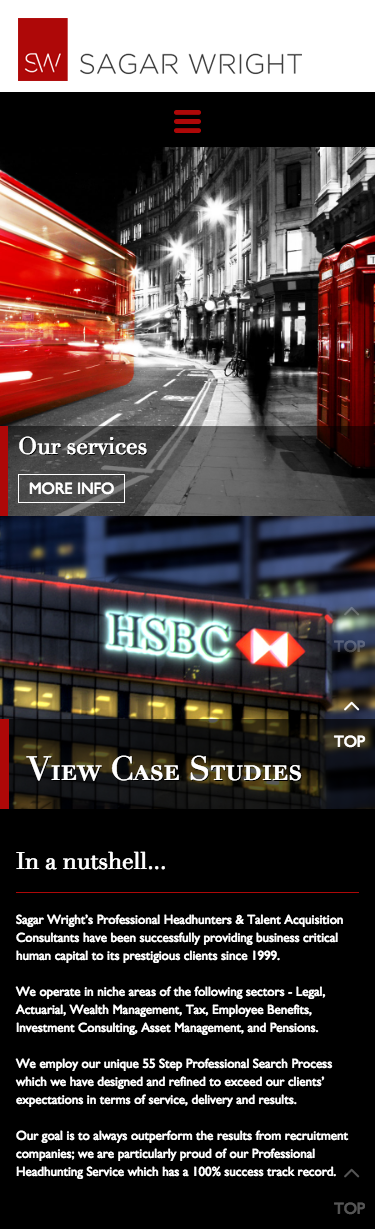 SW SAGAR WRIGHT
Our services
MORE INFO
HSBC
TOP
TOP
View Case Studies
In a nutshell...
Sagar Wright's Professional Headhunters & Talent Acquisition
Consultants have been successfully providing business critical
human capital to its prestigious clients since 1999.
We operate in niche areas of the following sectors - Legal,
Actuarial, Wealth Management, Tax, Employee Benefits,
Investment Consulting, Asset Management, and Pensions.
We employ our unique 55 Step Professional Search Process
which we have designed and refined to exceed our clients'
expectations in terms of service, delivery and results.
Our goal is to always outperform the results from recruitment
companies; we are particularly proud of our Professional
Headhunting Service which has a 100% success track record.
TOP